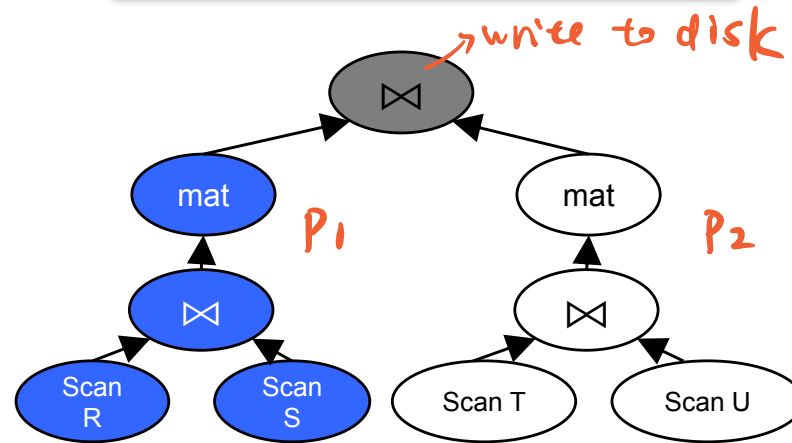 write to disk
⋈
mat
mat
P1
P2
⋈
⋈
Scan
R
Scan
S
Scan T
Scan U